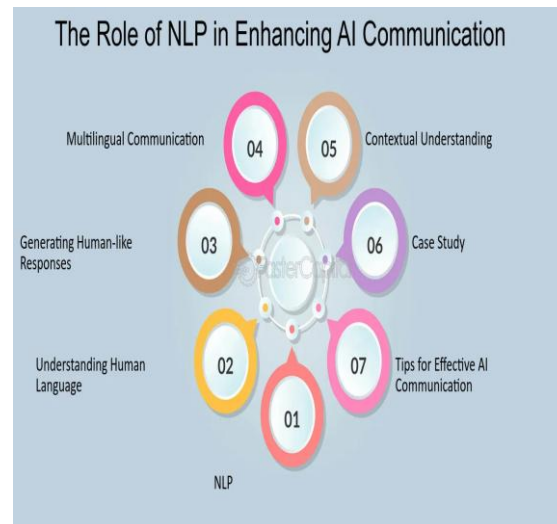 The Role of NLP in Enhancing AI Communication
Multilingual Communication
04
05
Contextual Understanding
Generating Human-like
Responses
03
06
Case Study
Understanding Human
Language
02
07
Tips for Effective AI
Communication
01
NLP